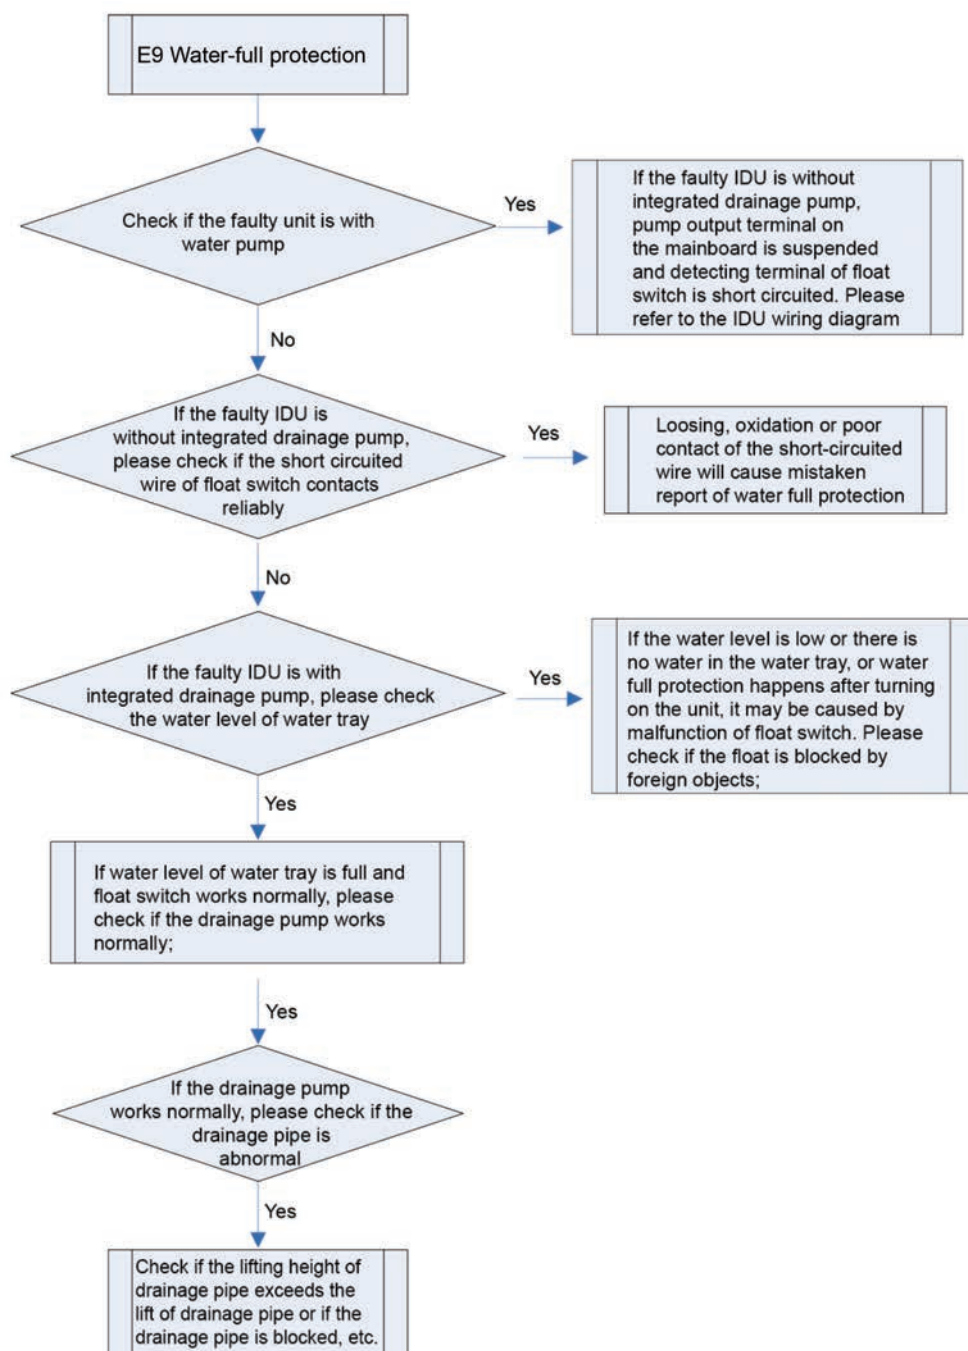 E9 Water-full protection
Check if the faulty unit is with
water pump
Yes
If the faulty IDU is without
integrated drainage pump,
pump output terminal on
the mainboard is suspended
and detecting terminal of float
switch is short circuited. Please
refer to the IDU wiring diagram
No
If the faulty IDU is
without integrated drainage pump,
please check if the short circuited
wire of float switch contacts
reliably
Yes
Loosing, oxidation or poor
contact of the short-circuited
wire will cause mistaken
report of water full protection
No
If the faulty IDU is with
integrated drainage pump, please check
the water level of water tray
Yes
If the water level is low or there is
no water in the water tray, or water
full protection happens after turning
on the unit, it may be caused by
malfunction of float switch. Please
check if the float is blocked by
foreign objects;
Yes
If water level of water tray is full and
float switch works normally, please
check if the drainage pump works
normally;
Yes
If the drainage pump
works normally, please check if the
drainage pipe is
abnormal
Yes
Check if the lifting height of
drainage pipe exceeds the
lift of drainage pipe or if the
drainage pipe is blocked, etc.